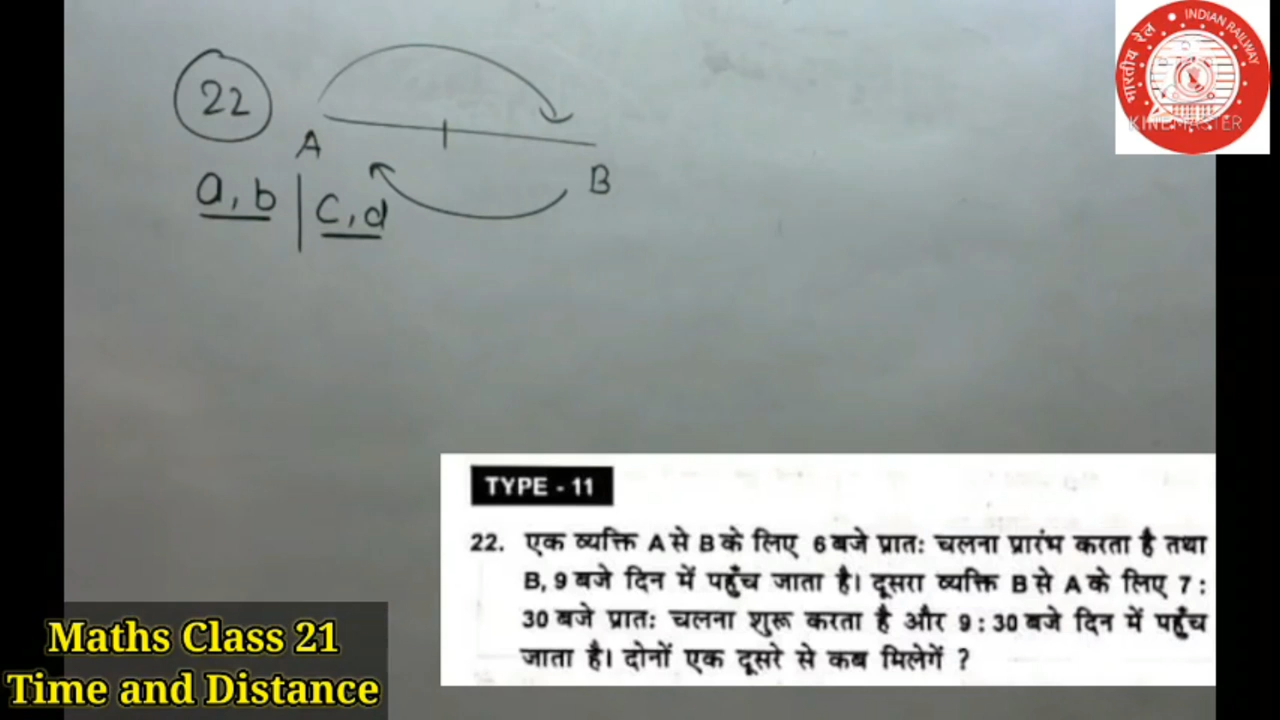 22
A
B
a, b | c, d
भारतीय रेल
INDIAN RAILWAY
KINEMASTER
TYPE - 11
22. एक व्यक्ति A से B के लिए 6 बजे प्रातः चलना प्रारंभ करता है तथा
B, 9 बजे दिन में पहुँच जाता है। दूसरा व्यक्ति B से A के लिए 7 :
30 बजे प्रातः चलना शुरू करता है और 9 : 30 बजे दिन में पहुँच
जाता है। दोनों एक दूसरे से कब मिलेगें ?
Maths Class 21
Time and Distance